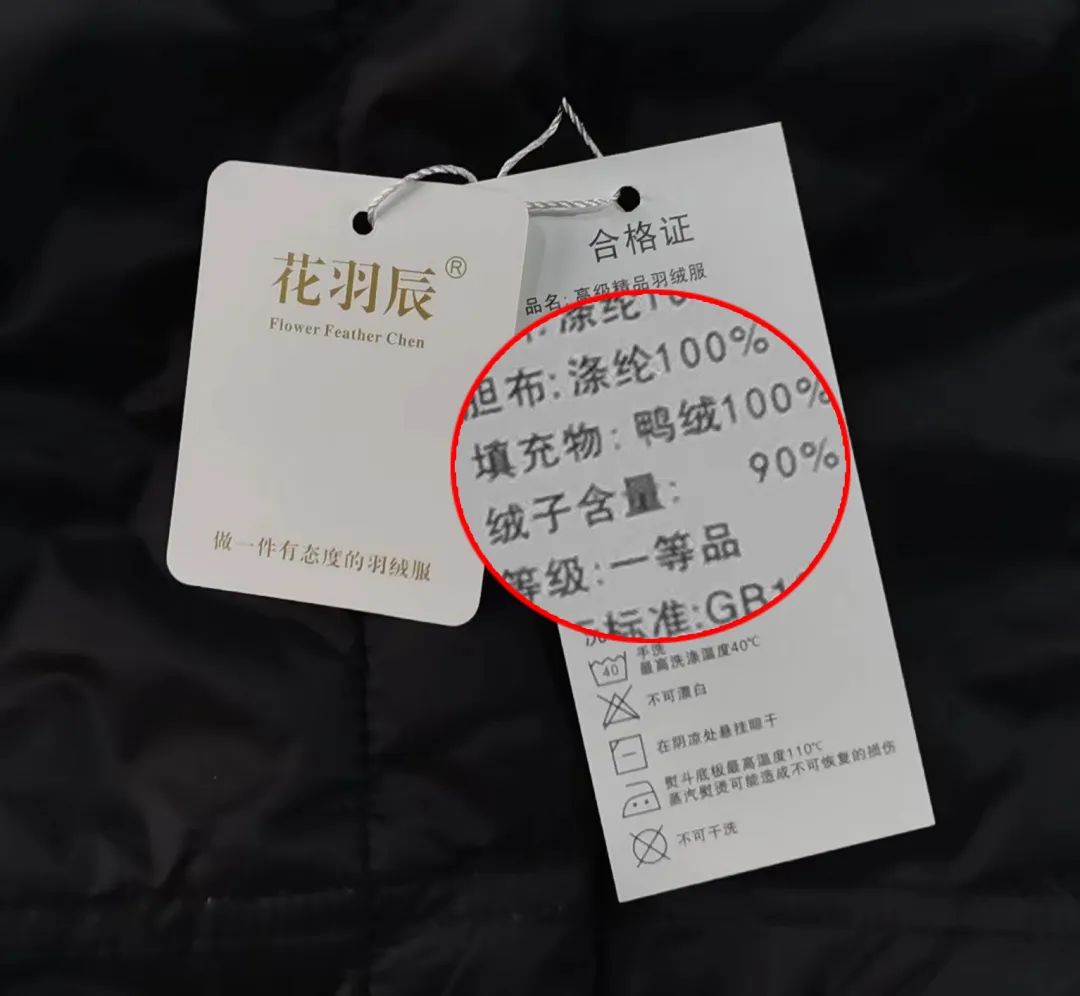 花羽辰®
Flower Feather Chen
做一件有态度的羽绒服
合格证
品名:高级精品羽绒服
:涤纶10
胆布:涤纶100%
填充物:鸭绒100%
绒子含量: 90%
等级:一等品
标准:GB1
手洗
40
最高洗涤温度40℃
不可漂白
在阴凉处悬挂晾干
熨斗底板最高温度110℃
蒸汽熨烫可能造成不可恢复的损伤
不可干洗